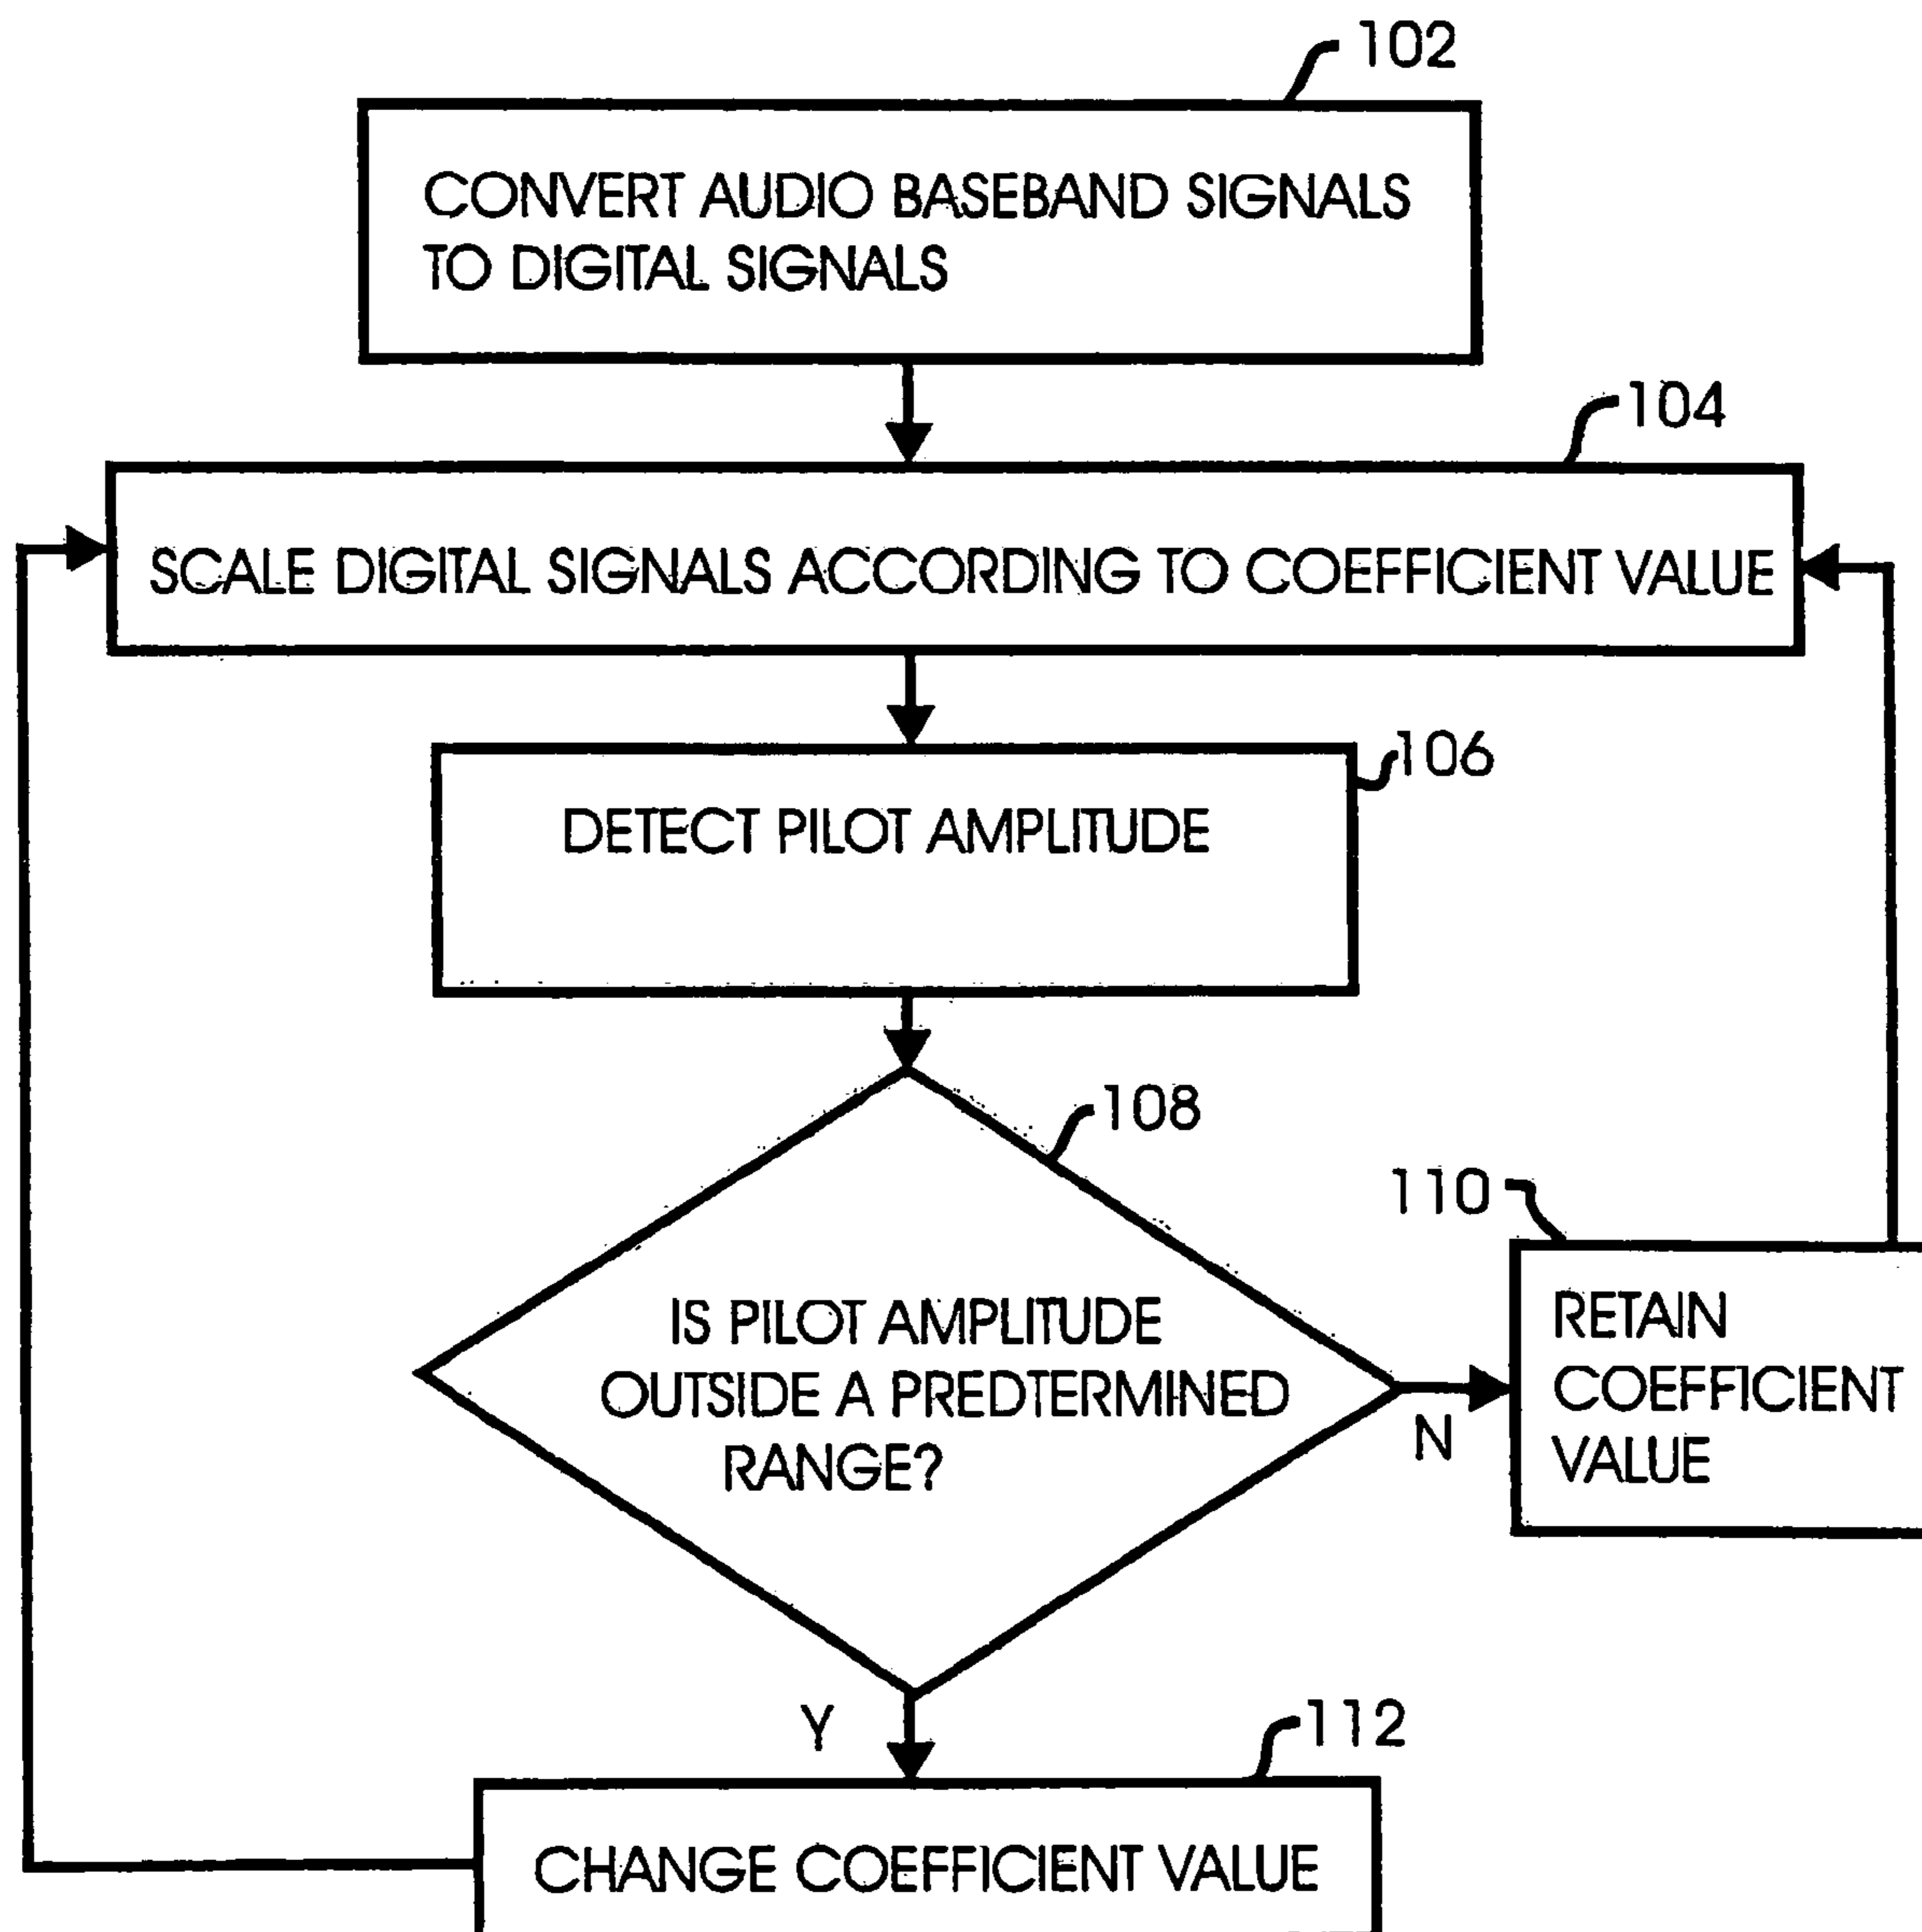 102
CONVERT AUDIO BASEBAND SIGNALS
TO DIGITAL SIGNALS
104
SCALE DIGITAL SIGNALS ACCORDING TO COEFFICIENT VALUE
106
DETECT PILOT AMPLITUDE
108
IS PILOT AMPLITUDE
OUTSIDE A PREDTERMINED
RANGE?
N
110
RETAIN
COEFFICIENT
VALUE
Y
112
CHANGE COEFFICIENT VALUE